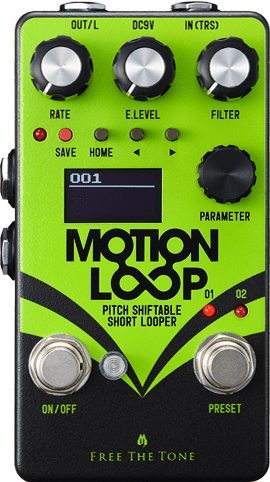 OUT/L DC9V IN(TRS)
RATE E.LEVEL FILTER
SAVE HOME ◄ ►
001
PARAMETER
MOTION
LOOP
01 02
PITCH SHIFTABLE
SHORT LOOPER
ON/OFF PRESET
FREE THE TONE